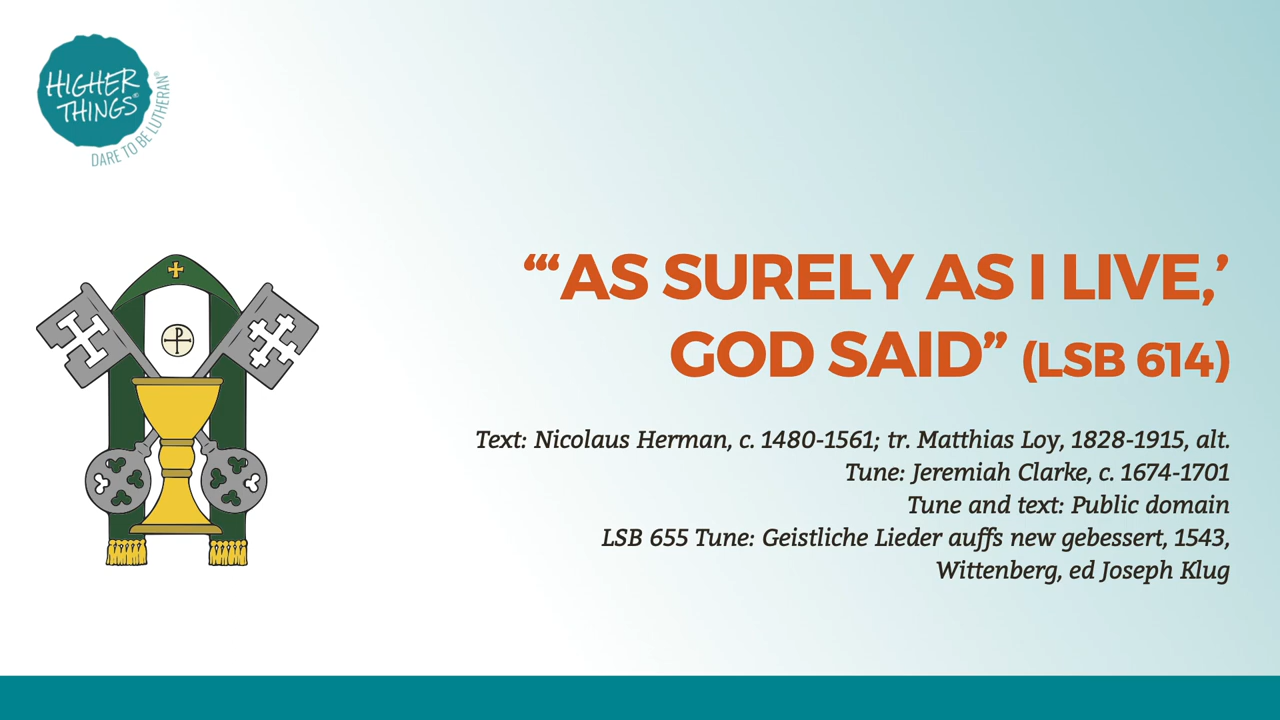 HIGHER
THINGS®
DARE TO BE LUTHERAN®
“‘“AS SURELY AS I LIVE,’
GOD SAID” (LSB 614)
Text: Nicolaus Herman, c. 1480-1561; tr. Matthias Loy, 1828-1915, alt.
Tune: Jeremiah Clarke, c. 1674-1701
Tune and text: Public domain
LSB 655 Tune: Geistliche Lieder auffs new gebessert, 1543,
Wittenberg, ed Joseph Klug